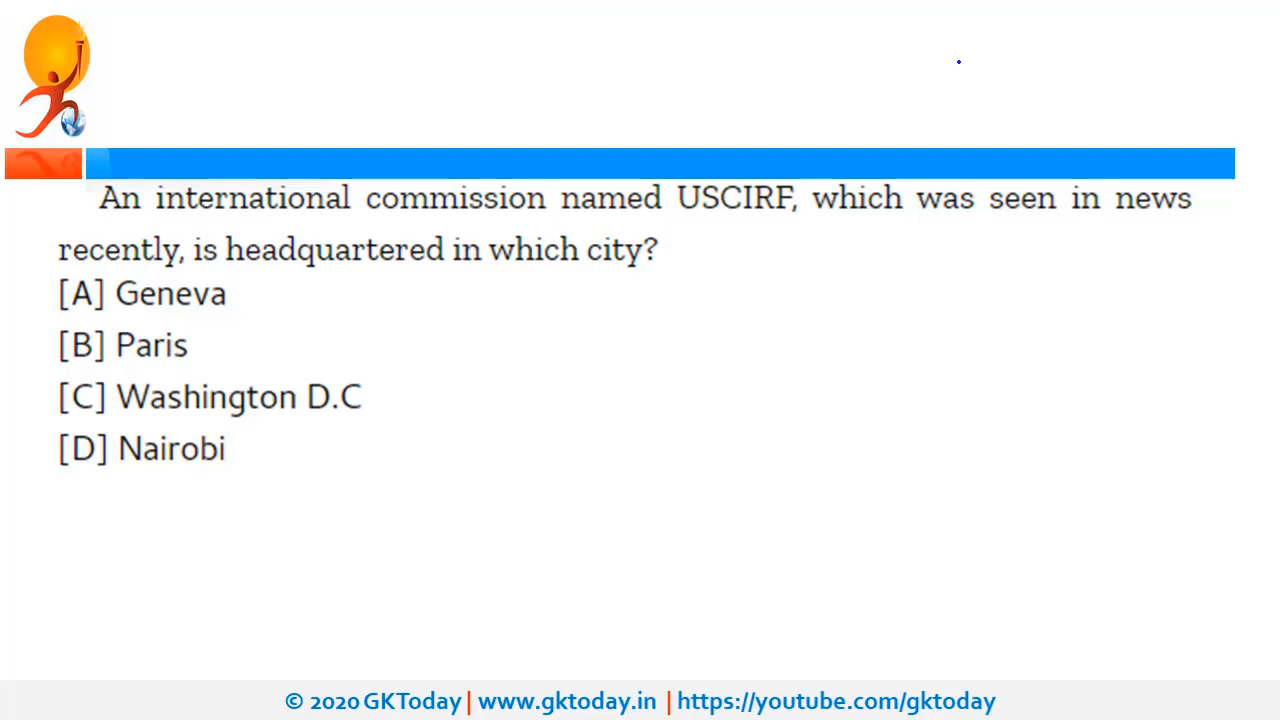 An international commission named USCIRF, which was seen in news
recently, is headquartered in which city?
[A] Geneva
[B] Paris
[C] Washington D.C
[D] Nairobi
© 2020 GKToday | www.gktoday.in | https://youtube.com/gktoday